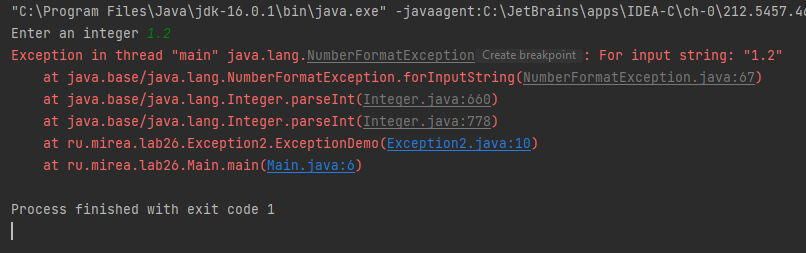 "C:\Program Files\Java\jdk-16.0.1\bin\java.exe" -javaagent:C:\JetBrains\apps\IDEA-C\ch-0\212.5457.46
Enter an integer 1.2
Exception in thread "main" java.lang.NumberFormatException Create breakpoint : For input string: "1.2"
at java.base/java.lang.NumberFormatException.forInputString(NumberFormatException.java:67)
at java.base/java.lang.Integer.parseInt(Integer.java:660)
at java.base/java.lang.Integer.parseInt(Integer.java:778)
at ru.mirea.lab26.Exception2.ExceptionDemo(Exception2.java:10)
at ru.mirea.lab26.Main.main(Main.java:6)
Process finished with exit code 1